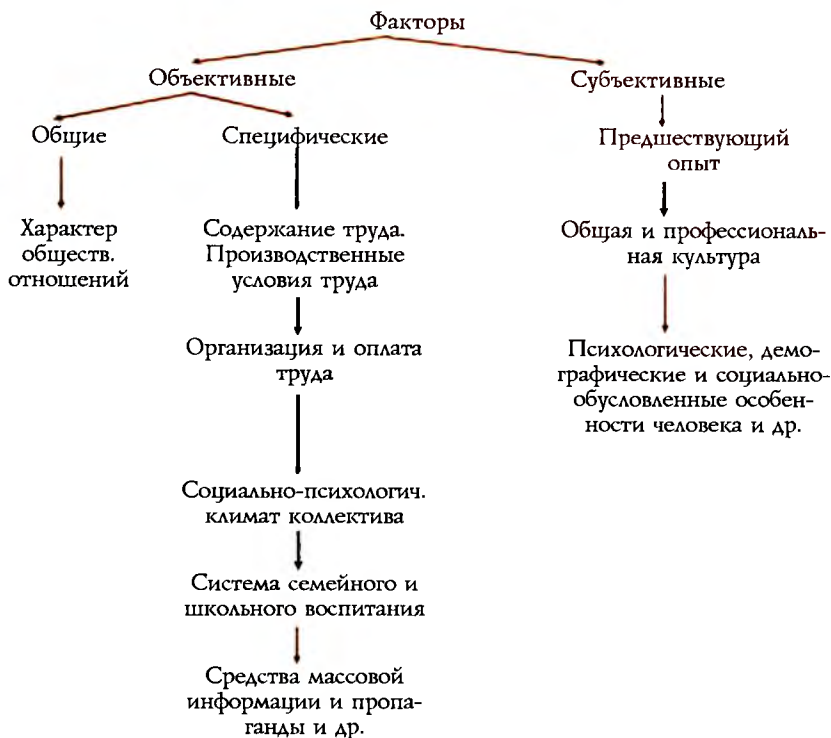 Факторы
Объективные
Субъективные
Общие
Специфические
Предшествующий
опыт
Характер
обществ.
отношений
Содержание труда.
Производственные
условия труда
Общая и профессиональ-
ная культура
Организация и оплата
труда
Психологические, демо-
графические и социально-
обусловленные особен-
ности человека и др.
Социально-психологич.
климат коллектива
Система семейного и
школьного воспитания
Средства массовой
информации и пропа-
ганды и др.